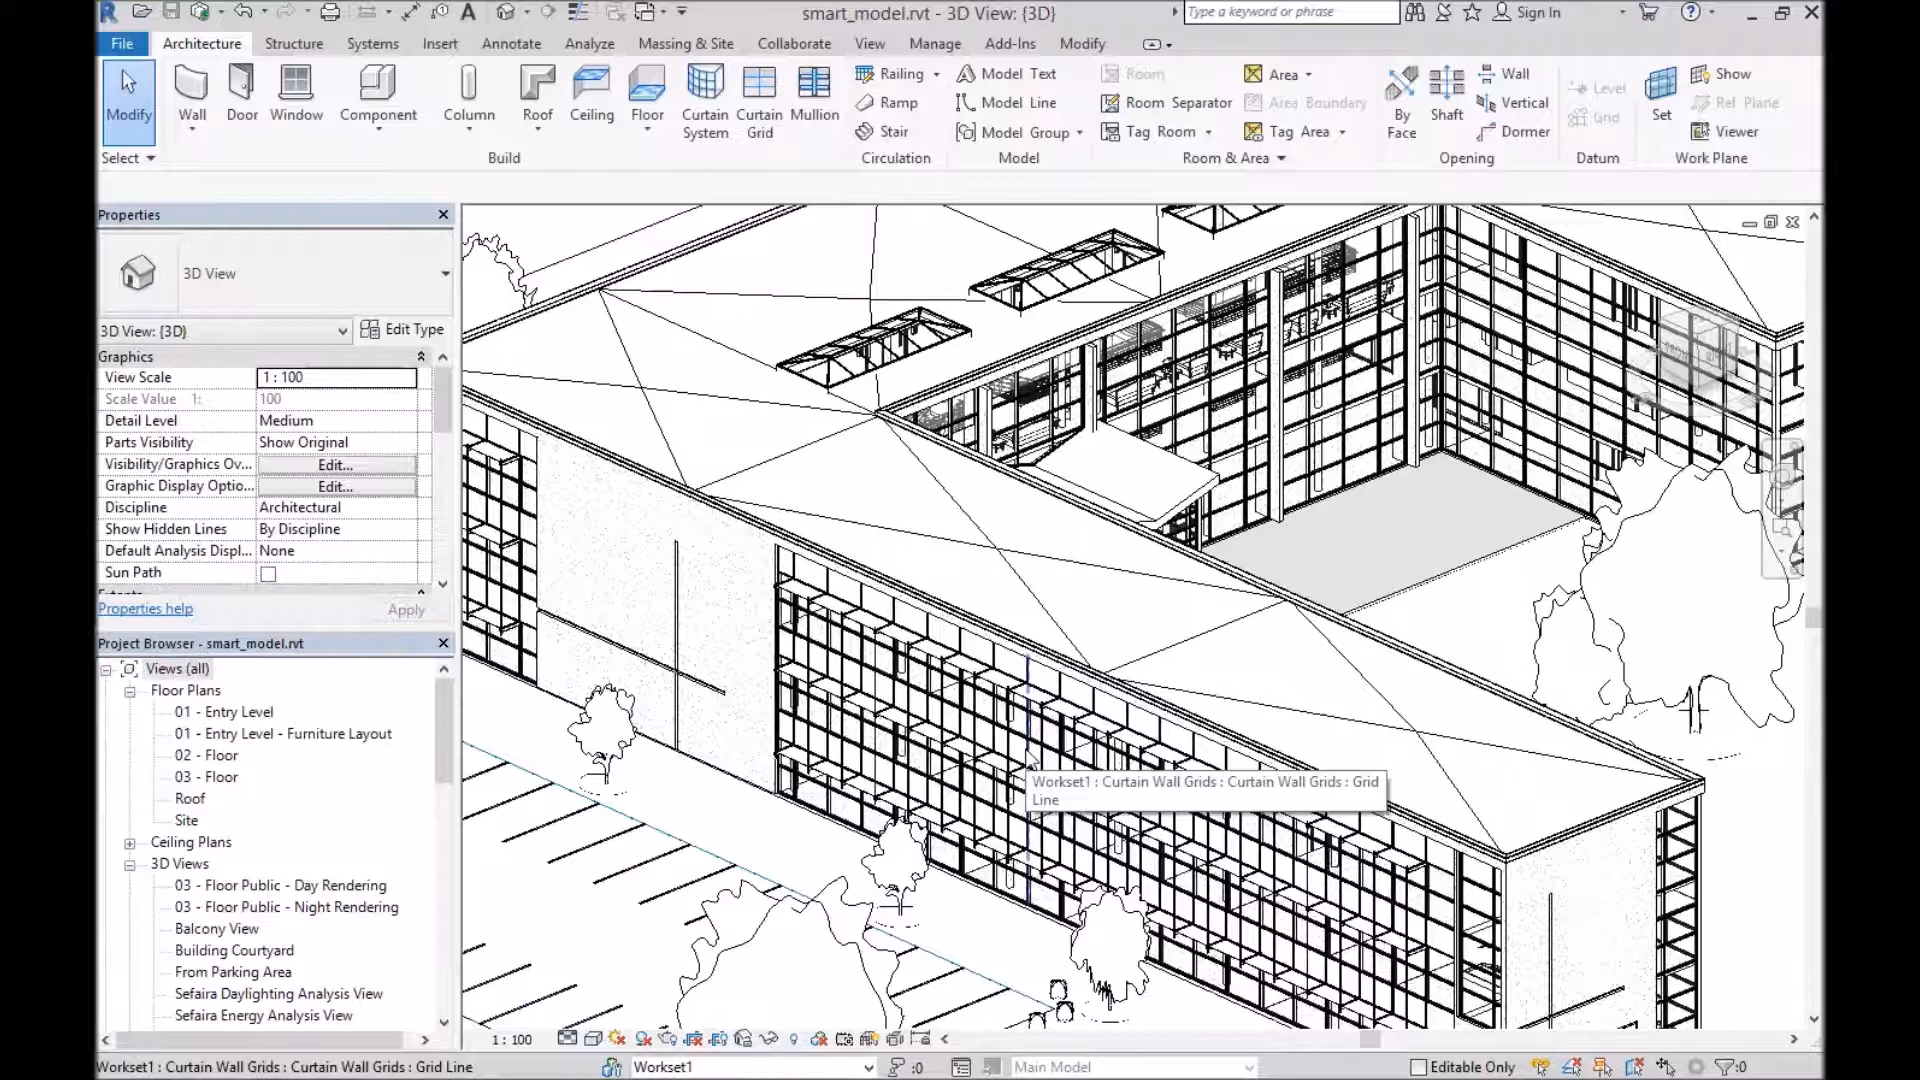 smart_model.rvt - 3D View: {3D}
Type a keyword or phrase
Sign In
File
Architecture
Structure
Systems
Insert
Annotate
Analyze
Massing & Site
Collaborate
View
Manage
Add-Ins
Modify
Modify
Wall
Door
Window
Component
Column
Roof
Ceiling
Floor
Curtain System
Curtain Grid
Mullion
Railing
Ramp
Stair
Model Text
Model Line
Model Group
Room
Room Separator
Tag Room
Area
Area Boundary
Tag Area
By Face
Shaft
Wall
Vertical
Dormer
Level
Grid
Set
Show
Ref Plane
Viewer
Select
Build
Circulation
Model
Room & Area
Opening
Datum
Work Plane
Properties
3D View
3D View: {3D}
Edit Type
Graphics
View Scale 1 : 100
Scale Value 1: 100
Detail Level Medium
Parts Visibility Show Original
Visibility/Graphics Ov... Edit...
Graphic Display Optio... Edit...
Discipline Architectural
Show Hidden Lines By Discipline
Default Analysis Displ... None
Sun Path
Properties help
Apply
Project Browser - smart_model.rvt
Views (all)
Floor Plans
01 - Entry Level
01 - Entry Level - Furniture Layout
02 - Floor
03 - Floor
Roof
Site
Ceiling Plans
3D Views
03 - Floor Public - Day Rendering
03 - Floor Public - Night Rendering
Balcony View
Building Courtyard
From Parking Area
Sefaira Daylighting Analysis View
Sefaira Energy Analysis View
Workset1 : Curtain Wall Grids : Curtain Wall Grids : Grid
Line
1 : 100
Workset1 : Curtain Wall Grids : Curtain Wall Grids : Grid Line
Workset1
:0
Main Model
Editable Only
:0